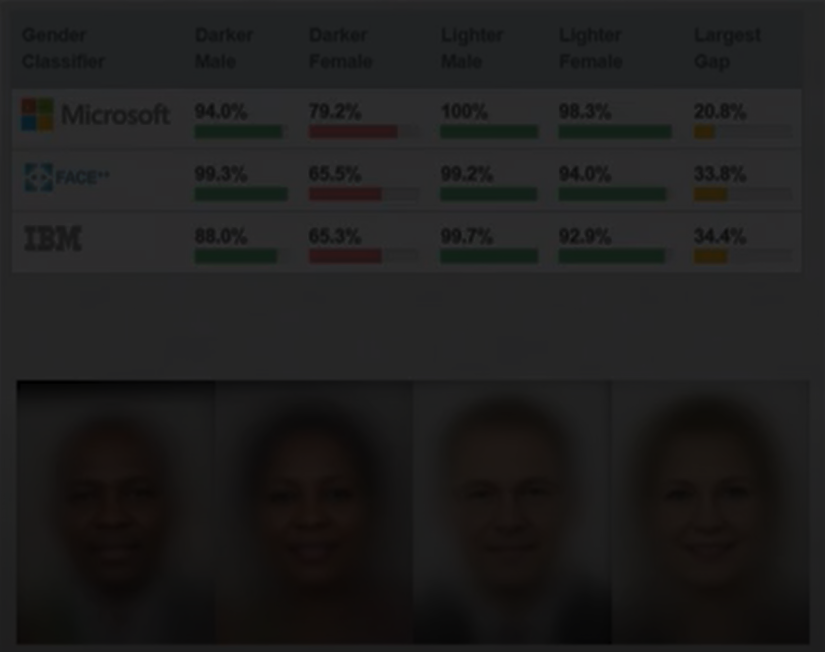 Gender Classifier Darker Male Darker Female Lighter Male Lighter Female Largest Gap
Microsoft 94.0% 79.2% 100% 98.3% 20.8%
FACE++ 99.3% 65.5% 99.2% 94.0% 33.8%
IBM 88.0% 65.3% 99.7% 92.9% 34.4%